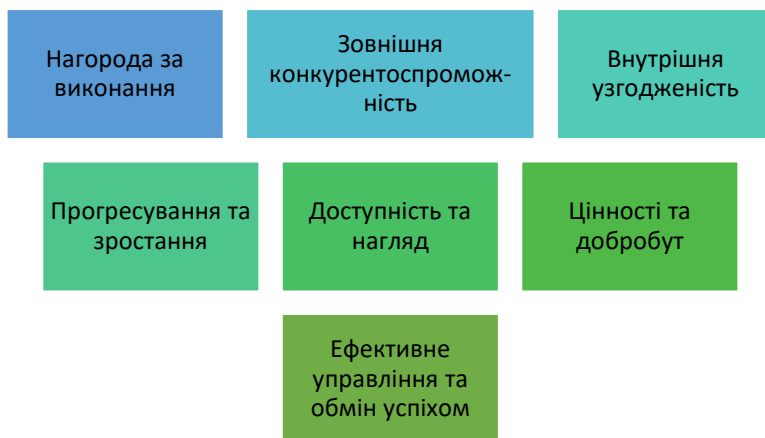 Нагорода за
виконання
Зовнішня
конкурентоспромож-
ність
Внутрішня
узгодженість
Прогресування та
зростання
Доступність та
нагляд
Цінності та
добробут
Ефективне
управління та
обмін успіхом